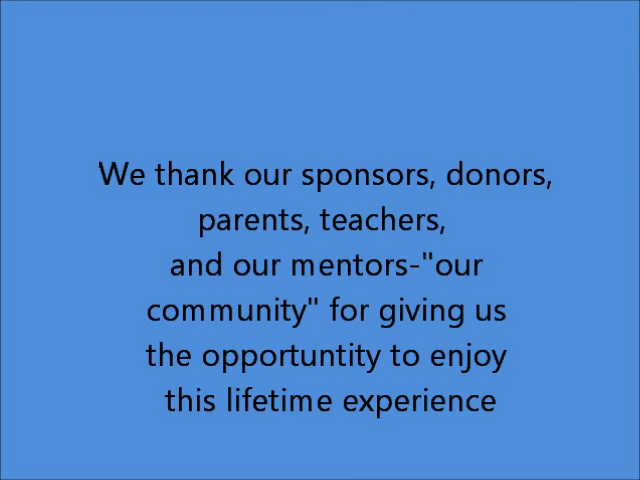 We thank our sponsors, donors,
parents, teachers,
and our mentors-"our
community" for giving us
the opportuntity to enjoy
this lifetime experience